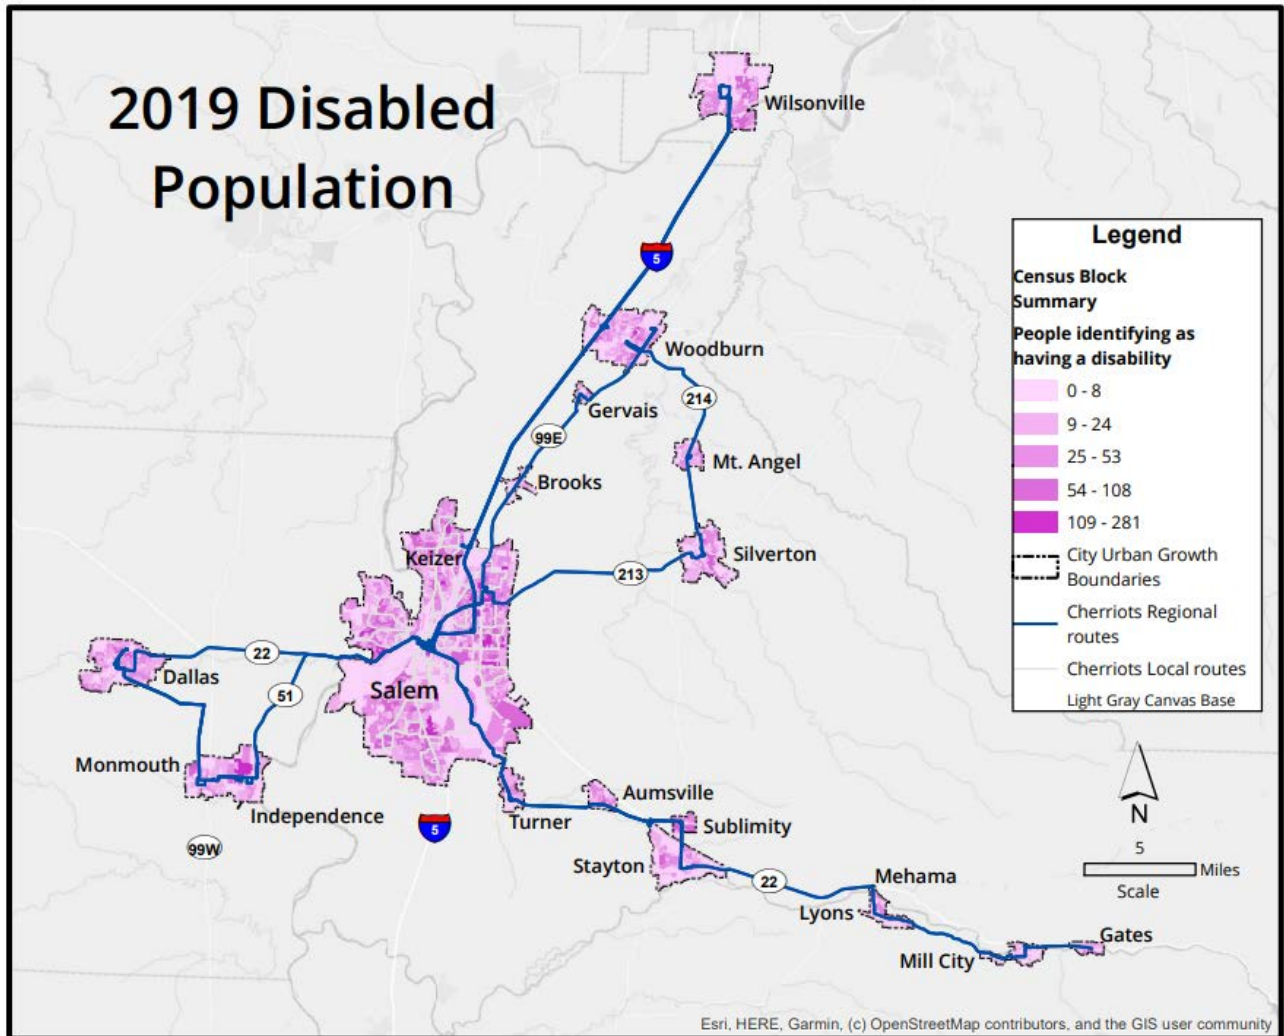 2019 Disabled
Population
Wilsonville
5
Legend
Census Block
Summary
People identifying as
having a disability
0 - 8
9 - 24
25 - 53
54 - 108
109 - 281
City Urban Growth
Boundaries
Cherriots Regional
routes
Cherriots Local routes
Light Gray Canvas Base
Woodburn
214
Gervais
99E
Mt. Angel
Brooks
Keizer
Silverton
213
22
Dallas
51
Salem
Monmouth
Independence
99W
5
Turner
Aumsville
Sublimity
Stayton
22
Mehama
Lyons
Mill City
Gates
N
5
Miles
Scale
Esri, HERE, Garmin, (c) OpenStreetMap contributors, and the GIS user community